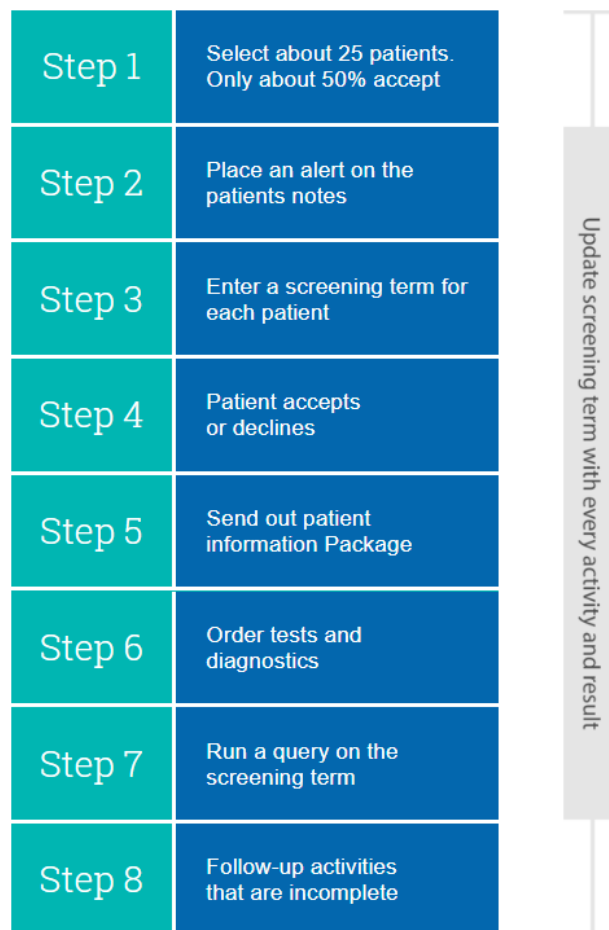 Step 1
Select about 25 patients.
Only about 50% accept
Step 2
Place an alert on the
patients notes
Step 3
Enter a screening term for
each patient
Step 4
Patient accepts
or declines
Step 5
Send out patient
information Package
Step 6
Order tests and
diagnostics
Step 7
Run a query on the
screening term
Step 8
Follow-up activities
that are incomplete
Update screening term with every activity and result